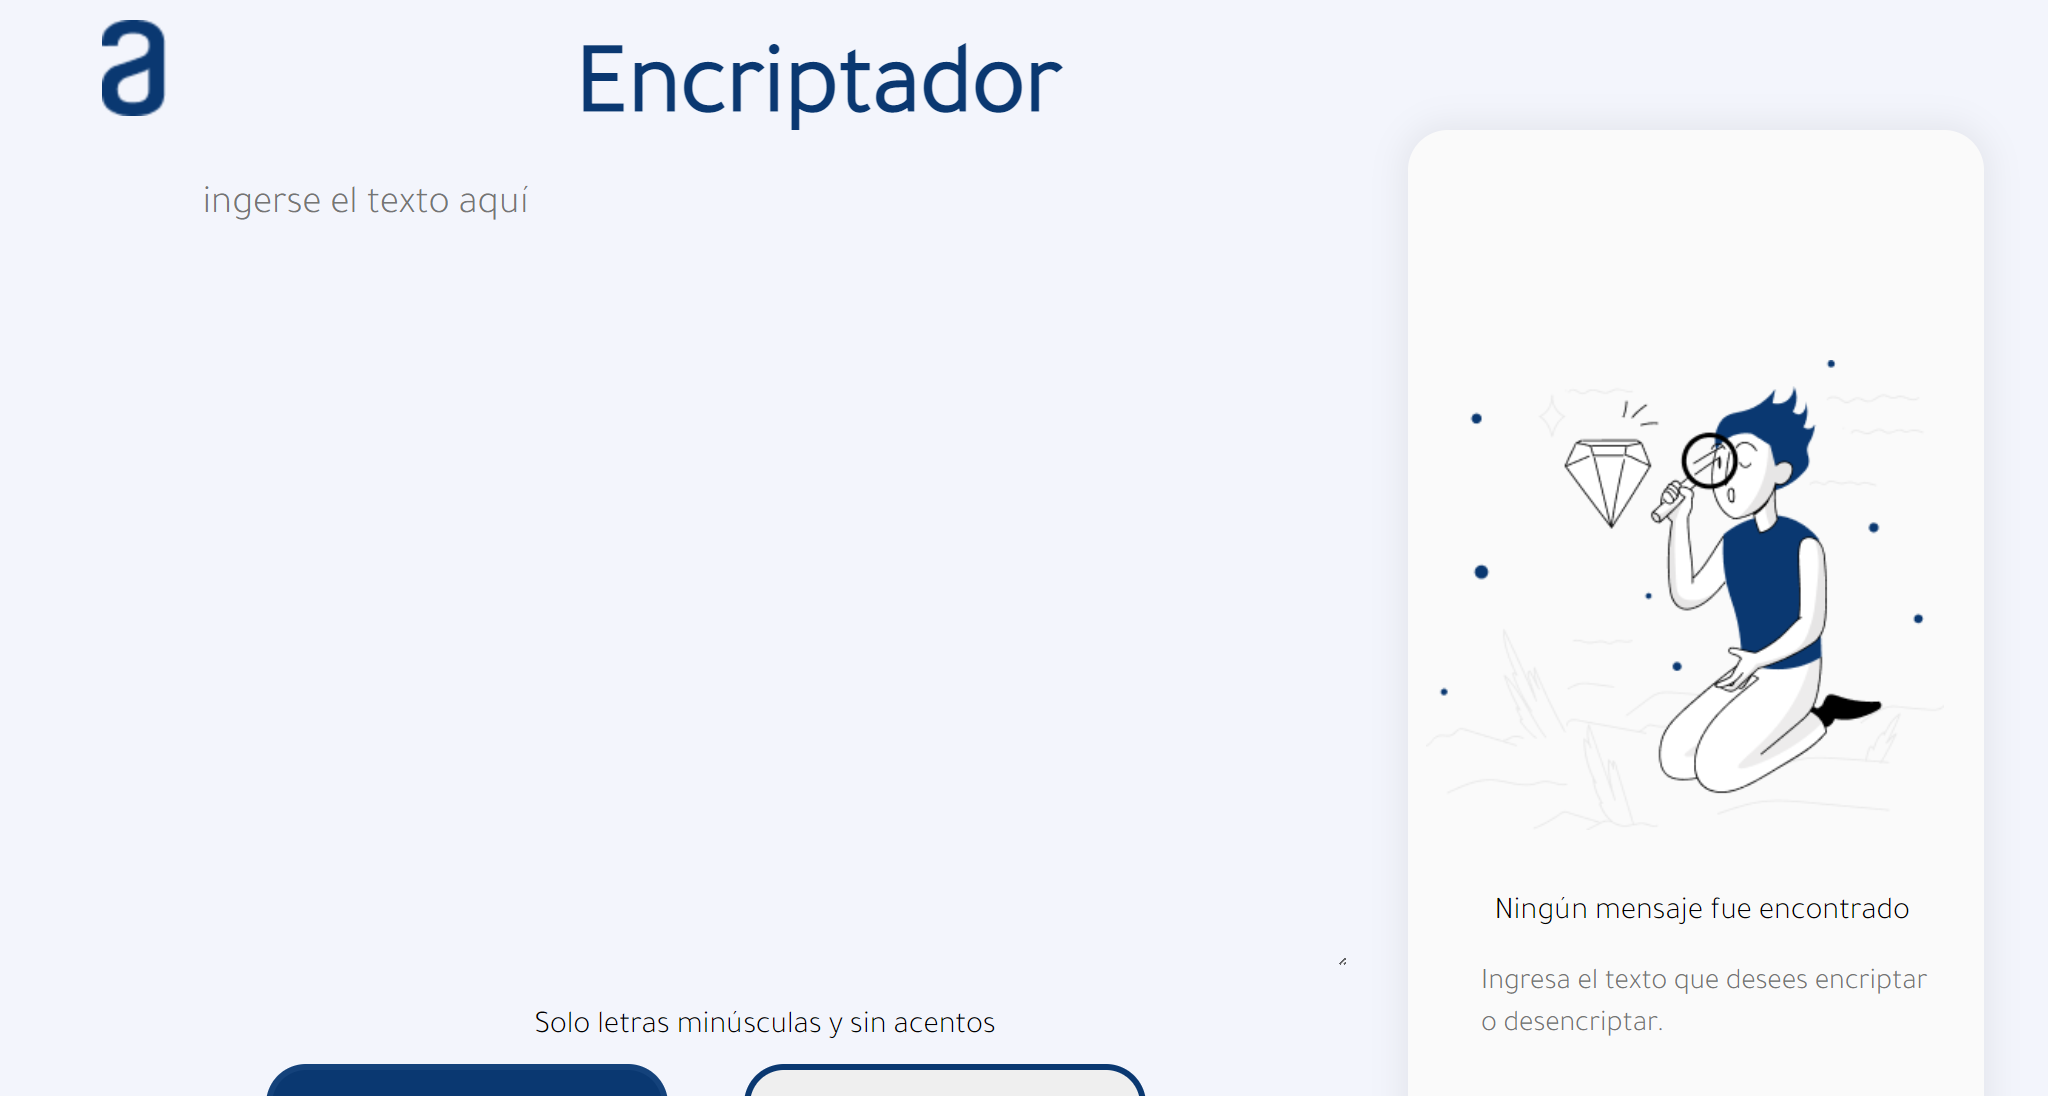 a
Encriptador
ingerse el texto aquí
Solo letras minúsculas y sin acentos
Ningún mensaje fue encontrado
Ingresa el texto que desees encriptar
o desencriptar.